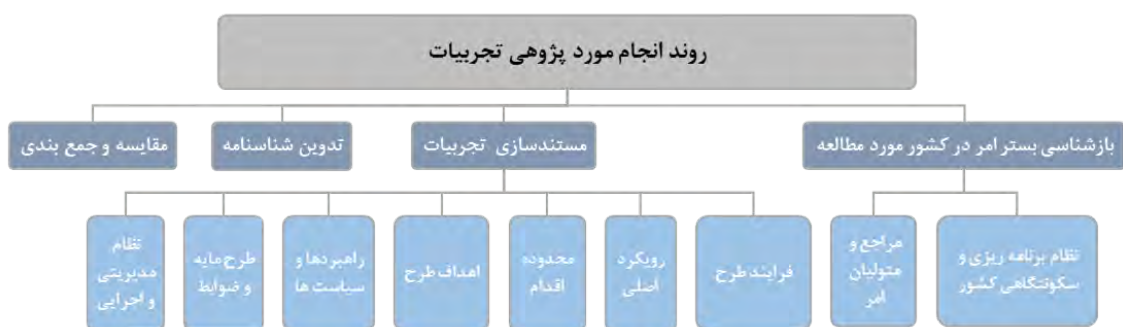 روند انجام مورد پژوهی تجربیات
بازشناسی بستر امر در کشور مورد مطالعه
مستندسازی تجربیات
تدوین شناسنامه
مقایسه و جمع بندی
نظام برنامه ریزی و
سکونتگاهی کشور
مراجع و
متولیان
امر
فرایند طرح
رویکرد
اصلی
محدوده
اقدام
اهداف طرح
راهبردها و
سیاست ها
طرح مایه
و ضوابط
نظام
مدیریتی
و اجرایی